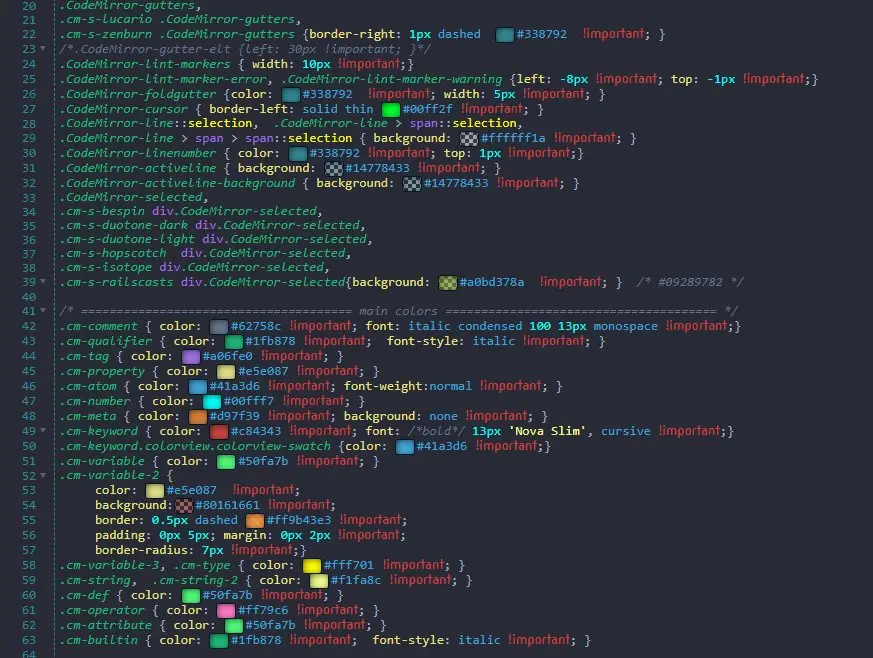 20 .CodeMirror-gutters,
21 .cm-s-lucario .CodeMirror-gutters,
22 .cm-s-zenburn .CodeMirror-gutters {border-right: 1px dashed #338792 !important; }
23 /*.CodeMirror-gutter-elt {left: 30px !important; }*/
24 .CodeMirror-lint-markers { width: 10px !important;}
25 .CodeMirror-lint-marker-error, .CodeMirror-lint-marker-warning {left: -8px !important; top: -1px !important;}
26 .CodeMirror-foldgutter {color: #338792 !important; width: 5px !important; }
27 .CodeMirror-cursor { border-left: solid thin #00ff2f !important; }
28 .CodeMirror-line::selection, .CodeMirror-line > span::selection,
29 .CodeMirror-line > span > span::selection { background: #ffffff1a !important; }
30 .CodeMirror-linenumber { color: #338792 !important; top: 1px !important;}
31 .CodeMirror-activeline { background: #14778433 !important; }
32 .CodeMirror-activeline-background { background: #14778433 !important; }
33 .CodeMirror-selected,
34 .cm-s-bespin div.CodeMirror-selected,
35 .cm-s-duotone-dark div.CodeMirror-selected,
36 .cm-s-duotone-light div.CodeMirror-selected,
37 .cm-s-hopscotch div.CodeMirror-selected,
38 .cm-s-isotope div.CodeMirror-selected,
39 .cm-s-railscasts div.CodeMirror-selected{background: #a0bd378a !important; } /* #09289782 */
40
41 /* ====================================== main colors ====================================== */
42 .cm-comment { color: #62758c !important; font: italic condensed 100 13px monospace !important;}
43 .cm-qualifier { color: #1fb878 !important; font-style: italic !important; }
44 .cm-tag { color: #a06fe0 !important; }
45 .cm-property { color: #e5e087 !important; }
46 .cm-atom { color: #41a3d6 !important; font-weight:normal !important; }
47 .cm-number { color: #00fff7 !important; }
48 .cm-meta { color: #d97f39 !important; background: none !important; }
49 .cm-keyword { color: #c84343 !important; font: /*bold*/ 13px 'Nova Slim', cursive !important;}
50 .cm-keyword.colorview.colorview-swatch {color: #41a3d6 !important;}
51 .cm-variable { color: #50fa7b !important; }
52 .cm-variable-2 {
53 color: #e5e087 !important;
54 background: #80161661 !important;
55 border: 0.5px dashed #ff9b43e3 !important;
56 padding: 0px 5px; margin: 0px 2px !important;
57 border-radius: 7px !important;}
58 .cm-variable-3, .cm-type { color: #fff701 !important; }
59 .cm-string, .cm-string-2 { color: #f1fa8c !important; }
60 .cm-def { color: #50fa7b !important; }
61 .cm-operator { color: #ff79c6 !important; }
62 .cm-attribute { color: #50fa7b !important; }
63 .cm-builtin { color: #1fb878 !important; font-style: italic !important; }
64